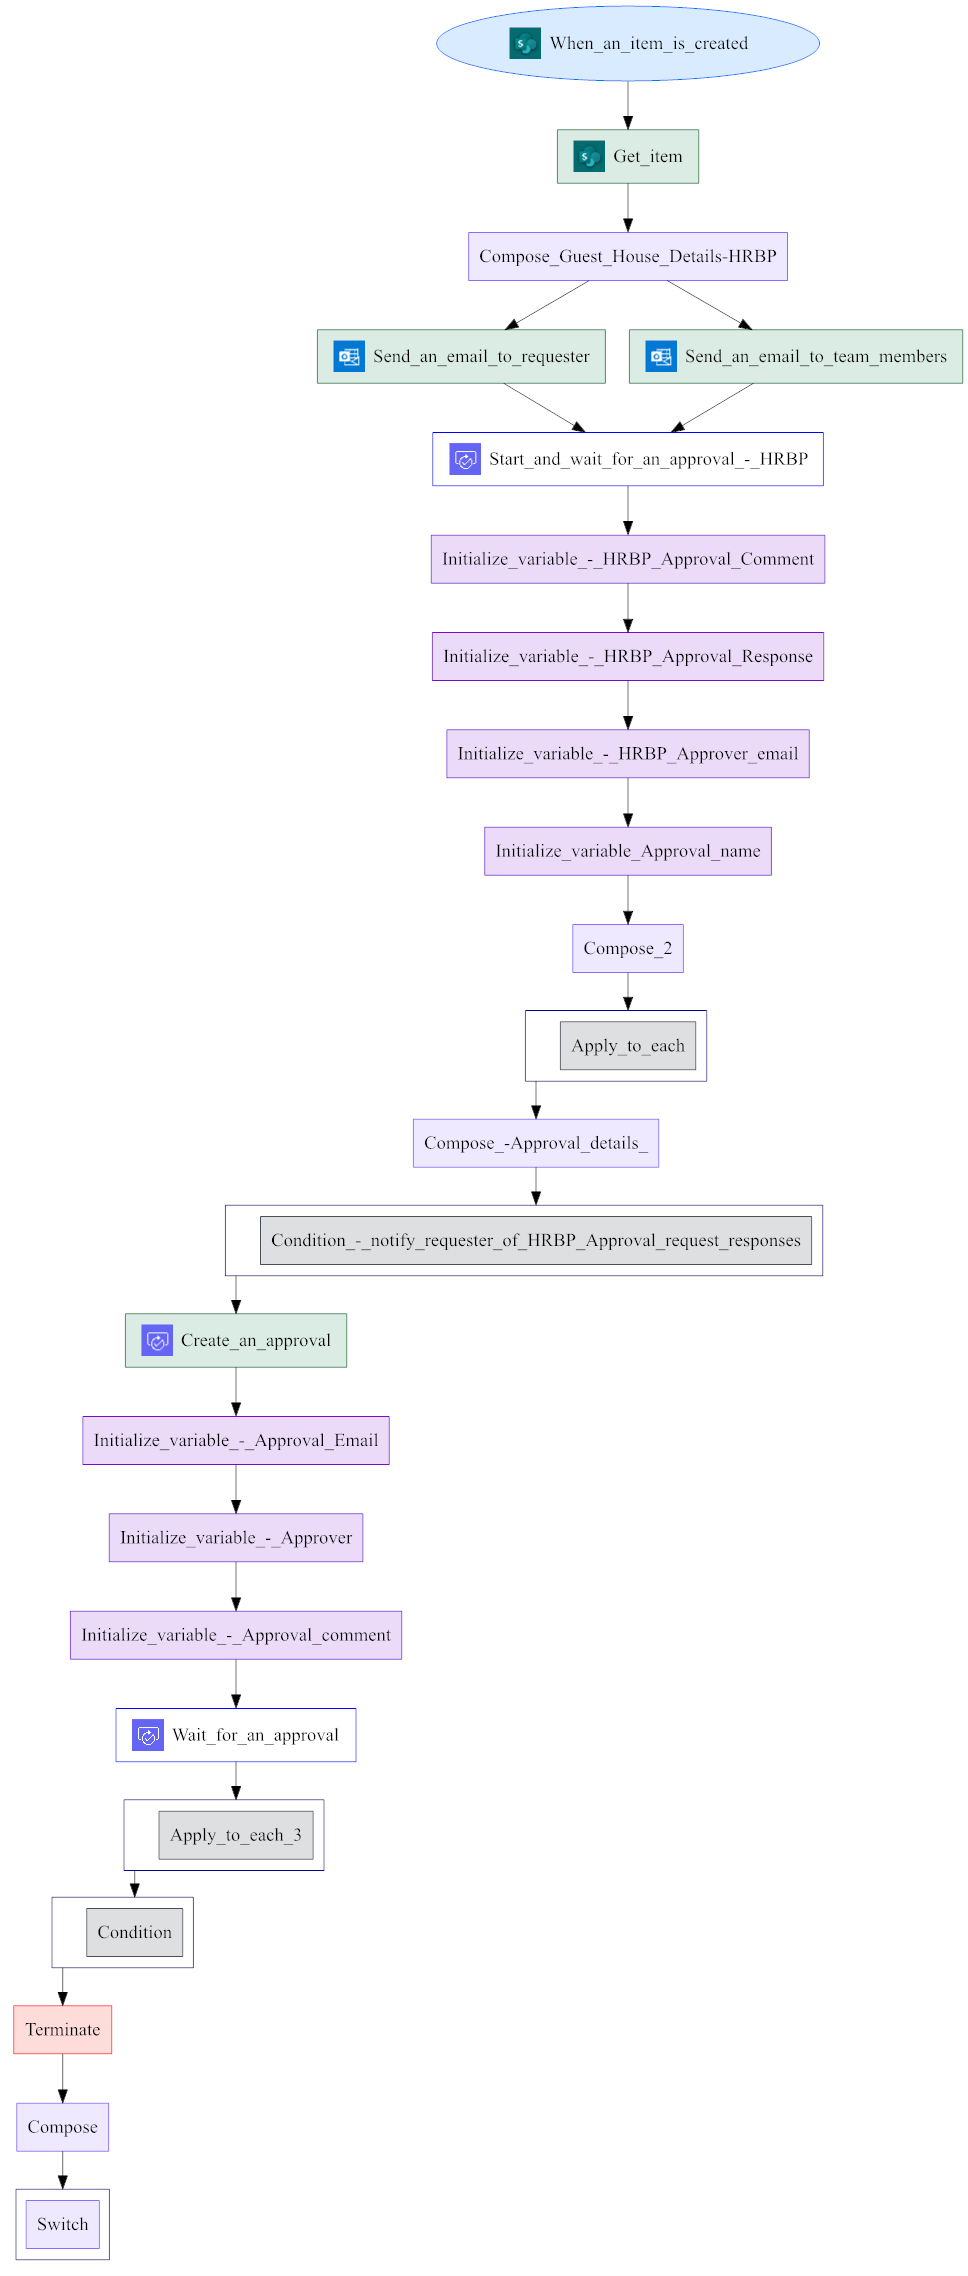 When_an_item_is_created
Get_item
Compose_Guest_House_Details-HRBP
Send_an_email_to_requester
Send_an_email_to_team_members
Start_and_wait_for_an_approval_-_HRBP
Initialize_variable_-_HRBP_Approval_Comment
Initialize_variable_-_HRBP_Approval_Response
Initialize_variable_-_HRBP_Approver_email
Initialize_variable_Approval_name
Compose_2
Apply_to_each
Compose_-Approval_details_
Condition_-_notify_requester_of_HRBP_Approval_request_responses
Create_an_approval
Initialize_variable_-_Approval_Email
Initialize_variable_-_Approver
Initialize_variable_-_Approval_comment
Wait_for_an_approval
Apply_to_each_3
Condition
Terminate
Compose
Switch